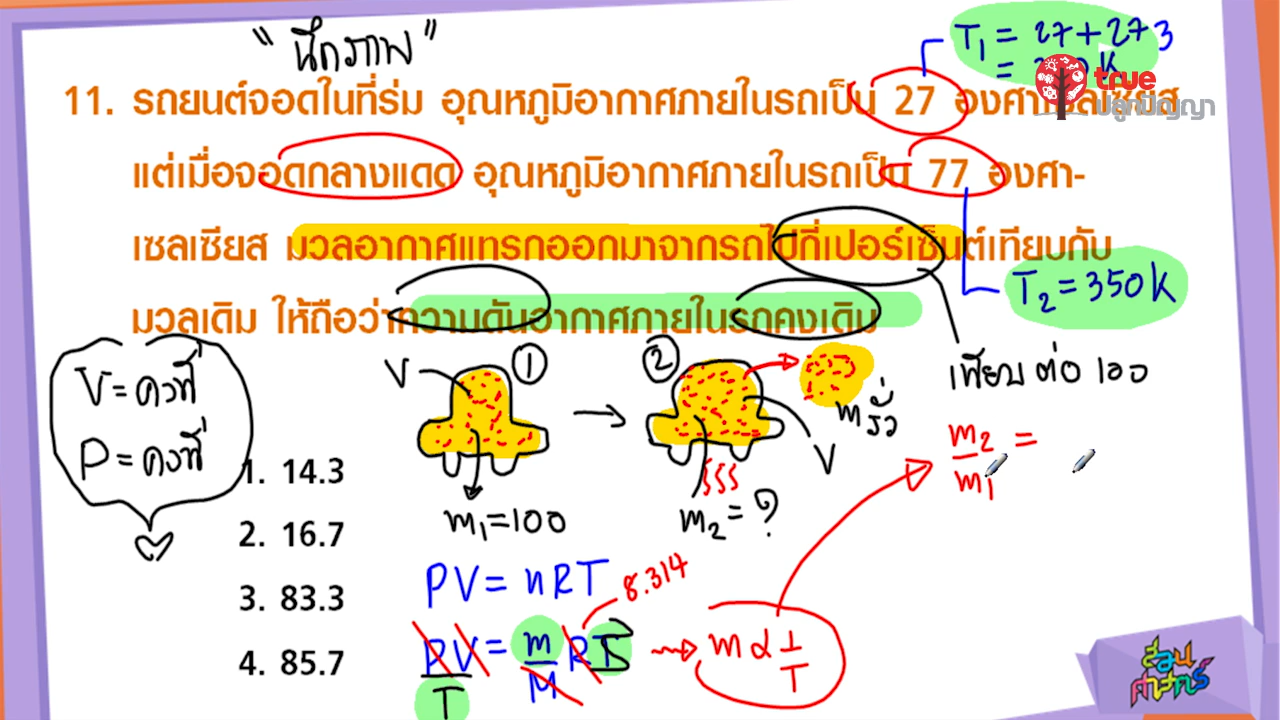 "นึกภาพ"
T₁ = 27+273
= 300K
true
ปลูกปัญญา
11. รถยนต์จอดในที่ร่ม อุณหภูมิอากาศภายในรถเป็น 27 องศาเซลเซียส
แต่เมื่อจอดกลางแดด อุณหภูมิอากาศภายในรถเป็น 77 องศา-
เซลเซียส มวลอากาศแทรกออกมาจากรถไปกี่เปอร์เซ็นต์เทียบกับ
T₂ = 350K
มวลเดิม ให้ถือว่าความดันอากาศภายในรถคงเดิม
V = คงที่
P = คงที่
V
①
②
m รั่ว
V
เทียบ ต่อ 100
m₂/m₁ =
m₁ = 100
m₂ = ?
1. 14.3
2. 16.7
3. 83.3
4. 85.7
PV = nRT
8.314
PV/T = m/M RT
m α 1/T
สอนศาสตร์